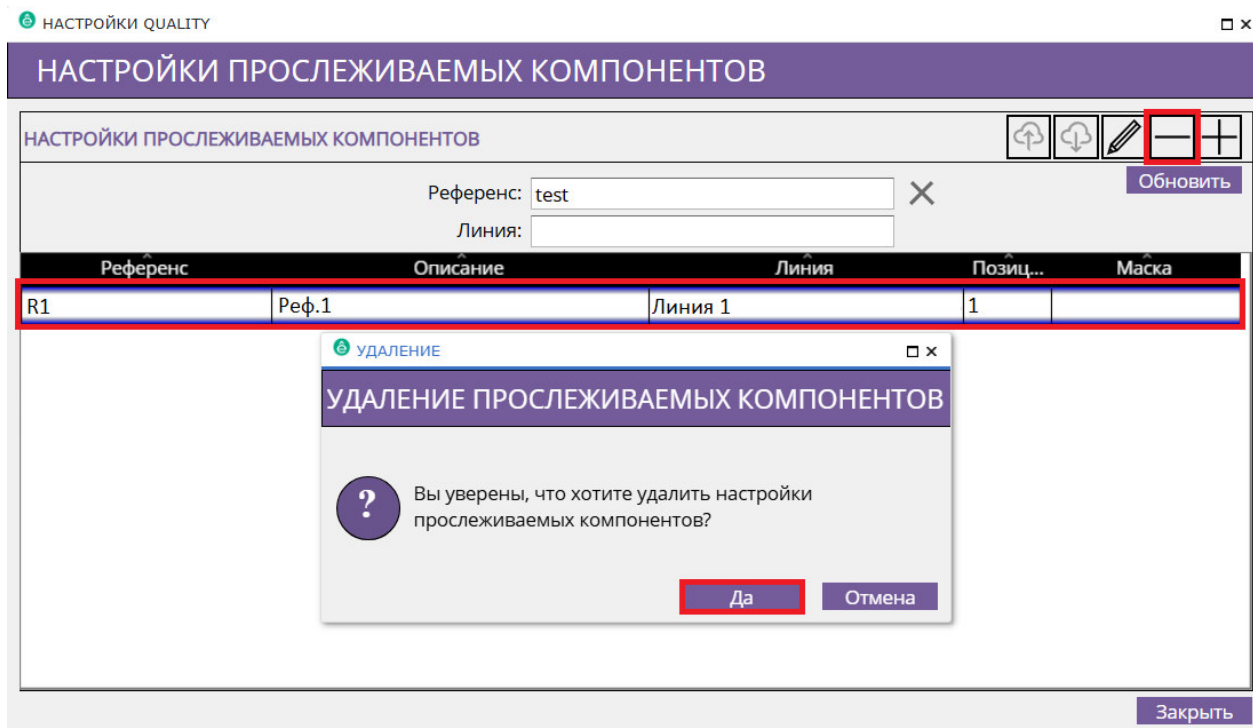 НАСТРОЙКИ QUALITY
НАСТРОЙКИ ПРОСЛЕЖИВАЕМЫХ КОМПОНЕНТОВ
НАСТРОЙКИ ПРОСЛЕЖИВАЕМЫХ КОМПОНЕНТОВ
Обновить
Референс: test
Линия:
Референс Описание Линия Позиц... Маска
R1 Реф.1 Линия 1 1
УДАЛЕНИЕ
УДАЛЕНИЕ ПРОСЛЕЖИВАЕМЫХ КОМПОНЕНТОВ
?
Вы уверены, что хотите удалить настройки
прослеживаемых компонентов?
Да Отмена
Закрыть